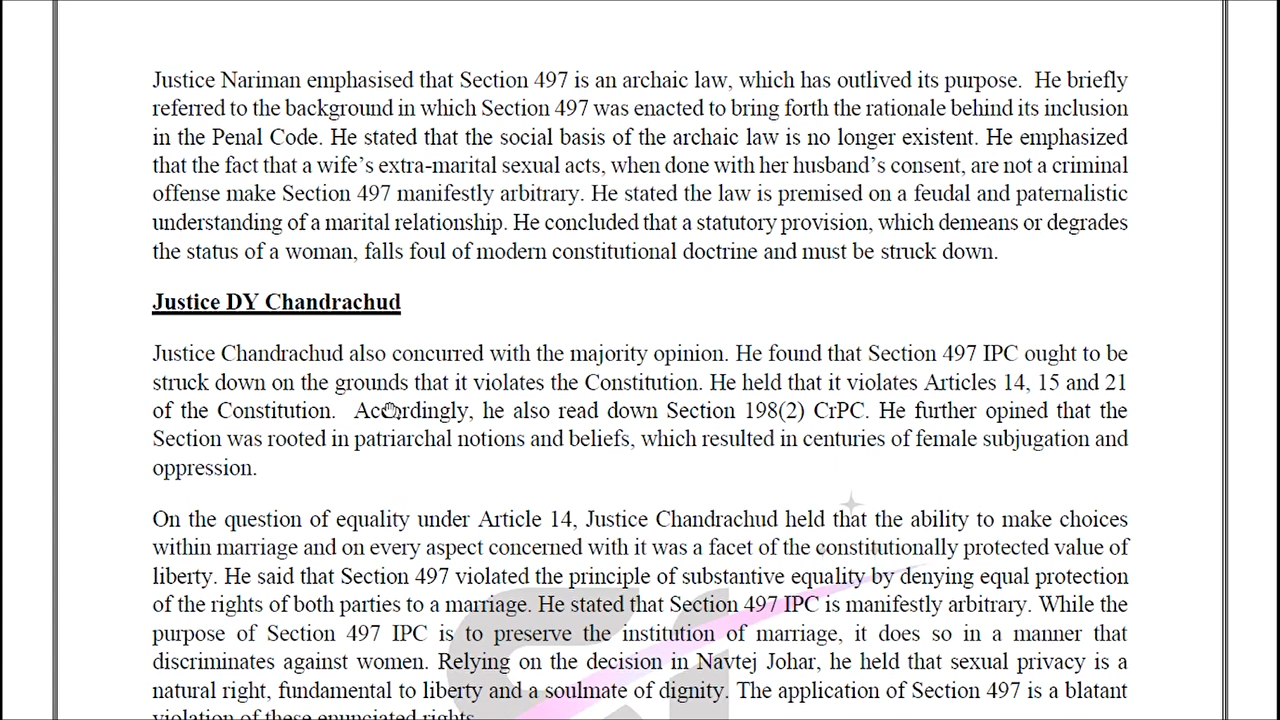 Justice Nariman emphasised that Section 497 is an archaic law, which has outlived its purpose. He briefly
referred to the background in which Section 497 was enacted to bring forth the rationale behind its inclusion
in the Penal Code. He stated that the social basis of the archaic law is no longer existent. He emphasized
that the fact that a wife’s extra-marital sexual acts, when done with her husband’s consent, are not a criminal
offense make Section 497 manifestly arbitrary. He stated the law is premised on a feudal and paternalistic
understanding of a marital relationship. He concluded that a statutory provision, which demeans or degrades
the status of a woman, falls foul of modern constitutional doctrine and must be struck down.
Justice DY Chandrachud
Justice Chandrachud also concurred with the majority opinion. He found that Section 497 IPC ought to be
struck down on the grounds that it violates the Constitution. He held that it violates Articles 14, 15 and 21
of the Constitution. Accordingly, he also read down Section 198(2) CrPC. He further opined that the
Section was rooted in patriarchal notions and beliefs, which resulted in centuries of female subjugation and
oppression.
On the question of equality under Article 14, Justice Chandrachud held that the ability to make choices
within marriage and on every aspect concerned with it was a facet of the constitutionally protected value of
liberty. He said that Section 497 violated the principle of substantive equality by denying equal protection
of the rights of both parties to a marriage. He stated that Section 497 IPC is manifestly arbitrary. While the
purpose of Section 497 IPC is to preserve the institution of marriage, it does so in a manner that
discriminates against women. Relying on the decision in Navtej Johar, he held that sexual privacy is a
natural right, fundamental to liberty and a soulmate of dignity. The application of Section 497 is a blatant
violation of these enunciated rights.